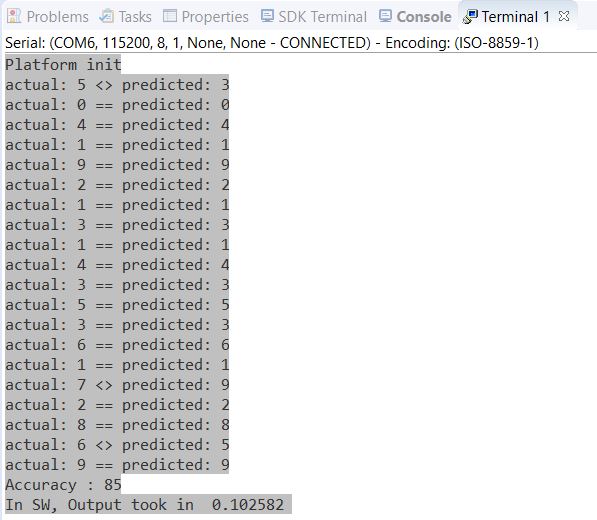 Problems Tasks Properties SDK Terminal Console Terminal 1
Serial: (COM6, 115200, 8, 1, None, None - CONNECTED) - Encoding: (ISO-8859-1)
Platform init
actual: 5 <> predicted: 3
actual: 0 == predicted: 0
actual: 4 == predicted: 4
actual: 1 == predicted: 1
actual: 9 == predicted: 9
actual: 2 == predicted: 2
actual: 1 == predicted: 1
actual: 3 == predicted: 3
actual: 1 == predicted: 1
actual: 4 == predicted: 4
actual: 3 == predicted: 3
actual: 5 == predicted: 5
actual: 3 == predicted: 3
actual: 6 == predicted: 6
actual: 1 == predicted: 1
actual: 7 <> predicted: 9
actual: 2 == predicted: 2
actual: 8 == predicted: 8
actual: 6 <> predicted: 5
actual: 9 == predicted: 9
Accuracy : 85
In SW, Output took in  0.102582